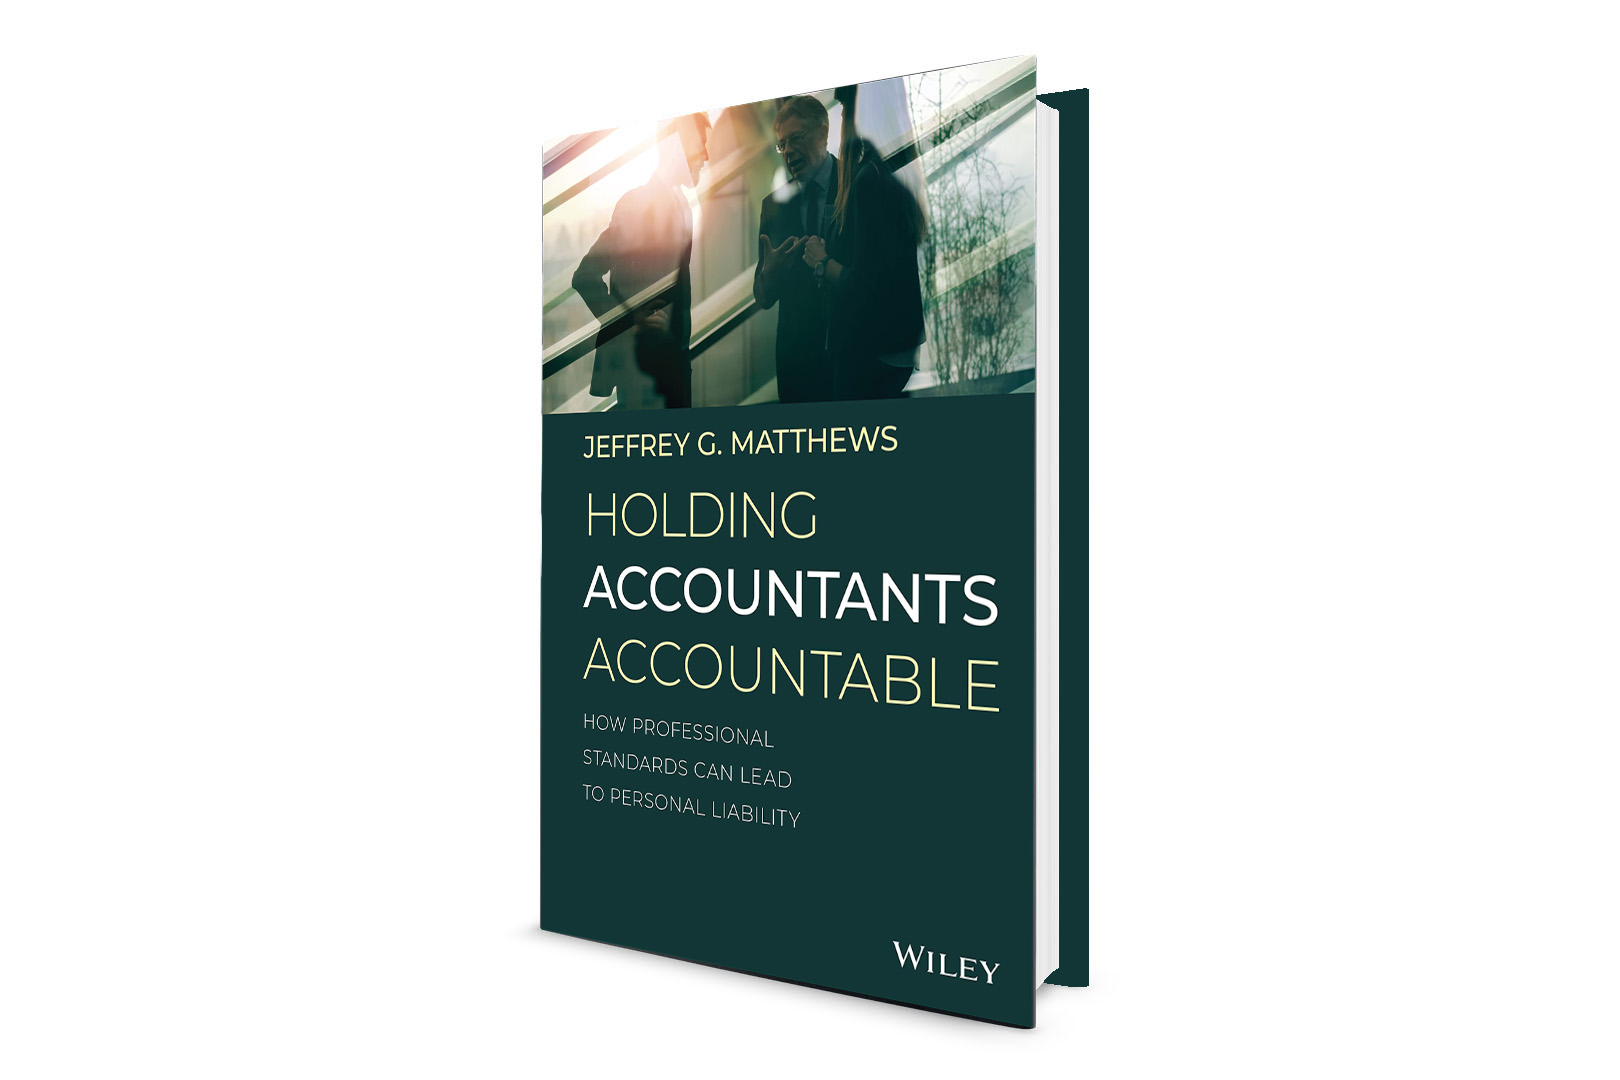 JEFFREY G. MATTHEWS
HOLDING
ACCOUNTANTS
ACCOUNTABLE
HOW PROFESSIONAL
STANDARDS CAN LEAD
TO PERSONAL LIABILITY
WILEY